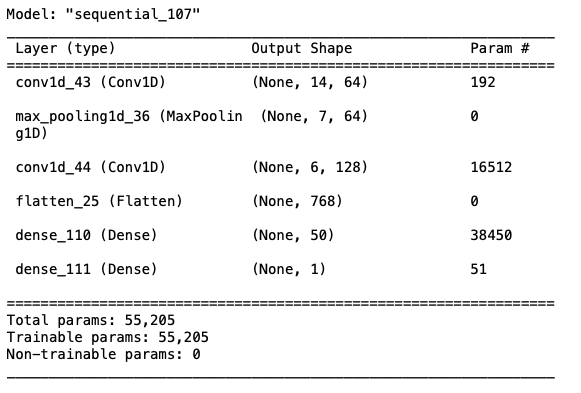 Model: "sequential_107"
Layer (type) Output Shape Param #
conv1d_43 (Conv1D) (None, 14, 64) 192
max_pooling1d_36 (MaxPoolin (None, 7, 64) 0
g1D)
conv1d_44 (Conv1D) (None, 6, 128) 16512
flatten_25 (Flatten) (None, 768) 0
dense_110 (Dense) (None, 50) 38450
dense_111 (Dense) (None, 1) 51
Total params: 55,205
Trainable params: 55,205
Non-trainable params: 0